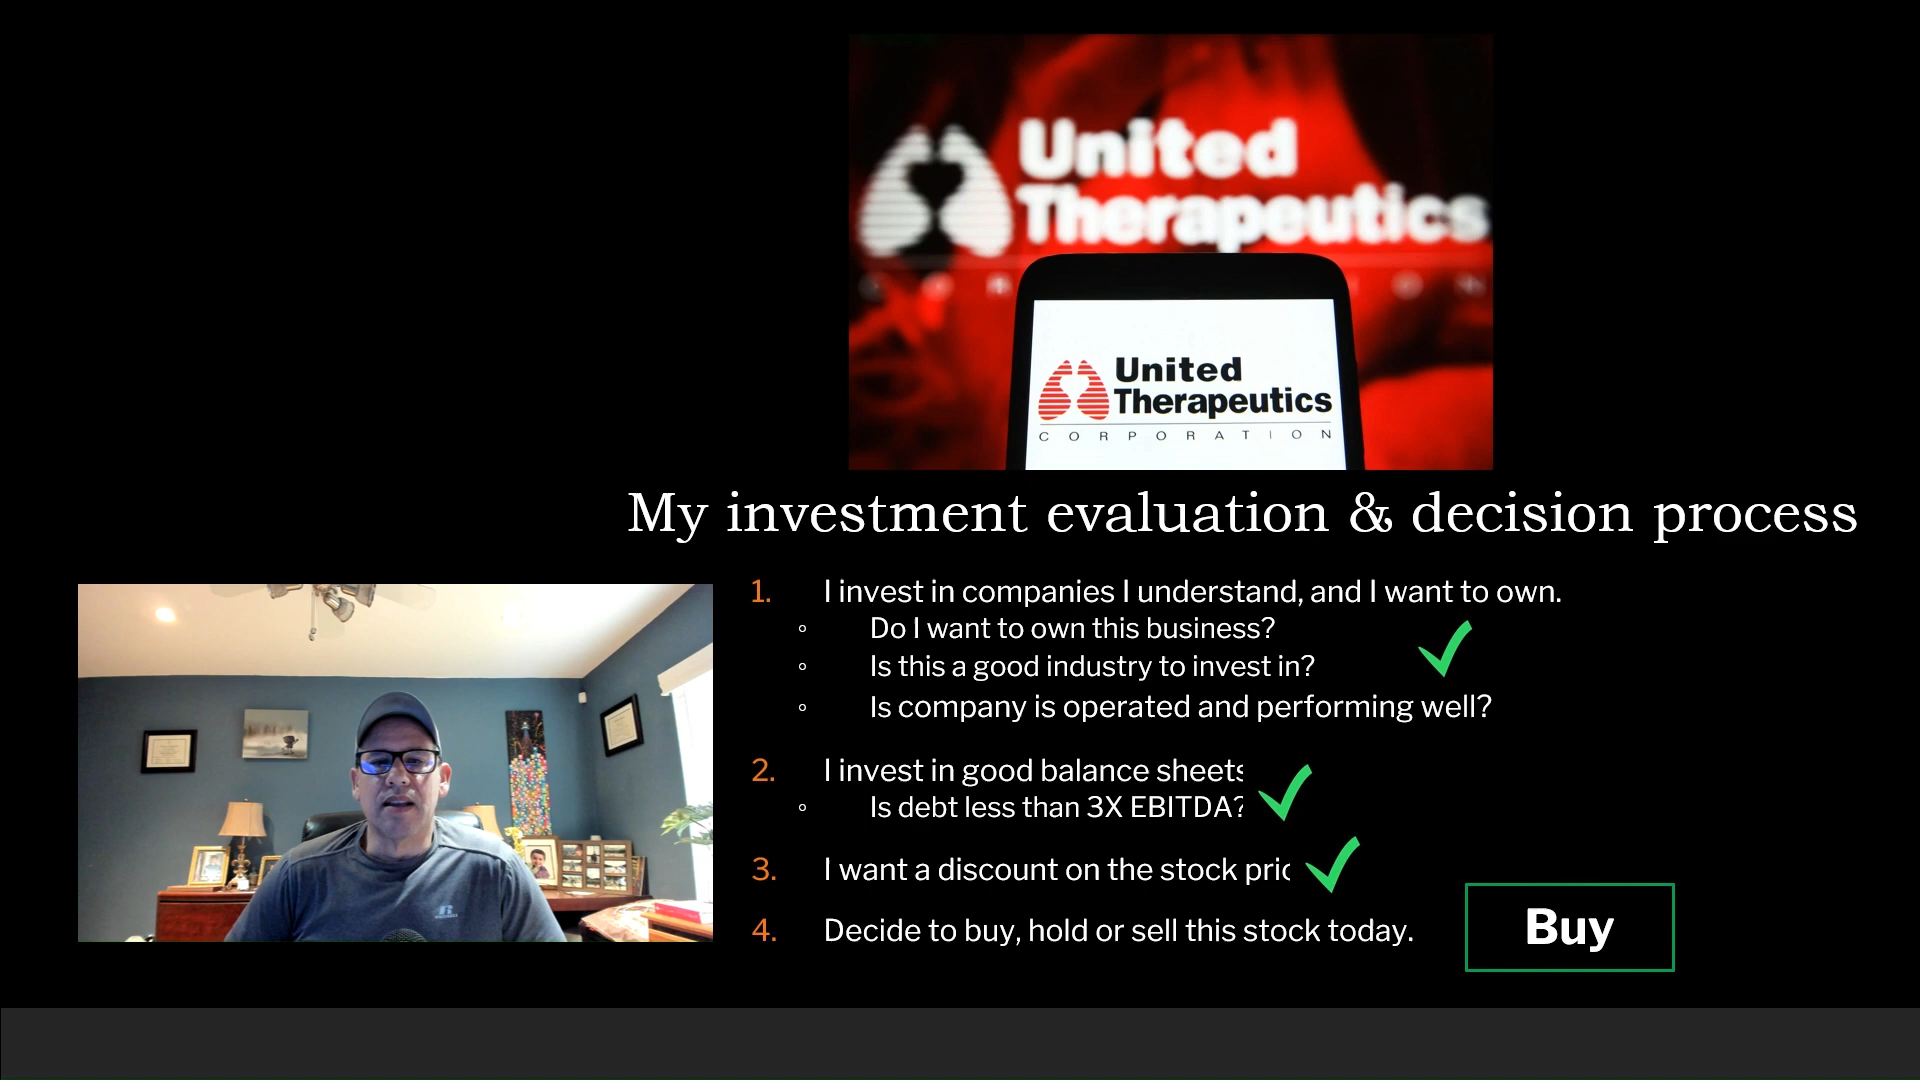 United
Therapeutics
United
Therapeutics
CORPORATION
My investment evaluation & decision process
1. I invest in companies I understand, and I want to own.
◦ Do I want to own this business?
◦ Is this a good industry to invest in?
◦ Is company is operated and performing well?
2. I invest in good balance sheets
◦ Is debt less than 3X EBITDA?
3. I want a discount on the stock pric
4. Decide to buy, hold or sell this stock today.
Buy